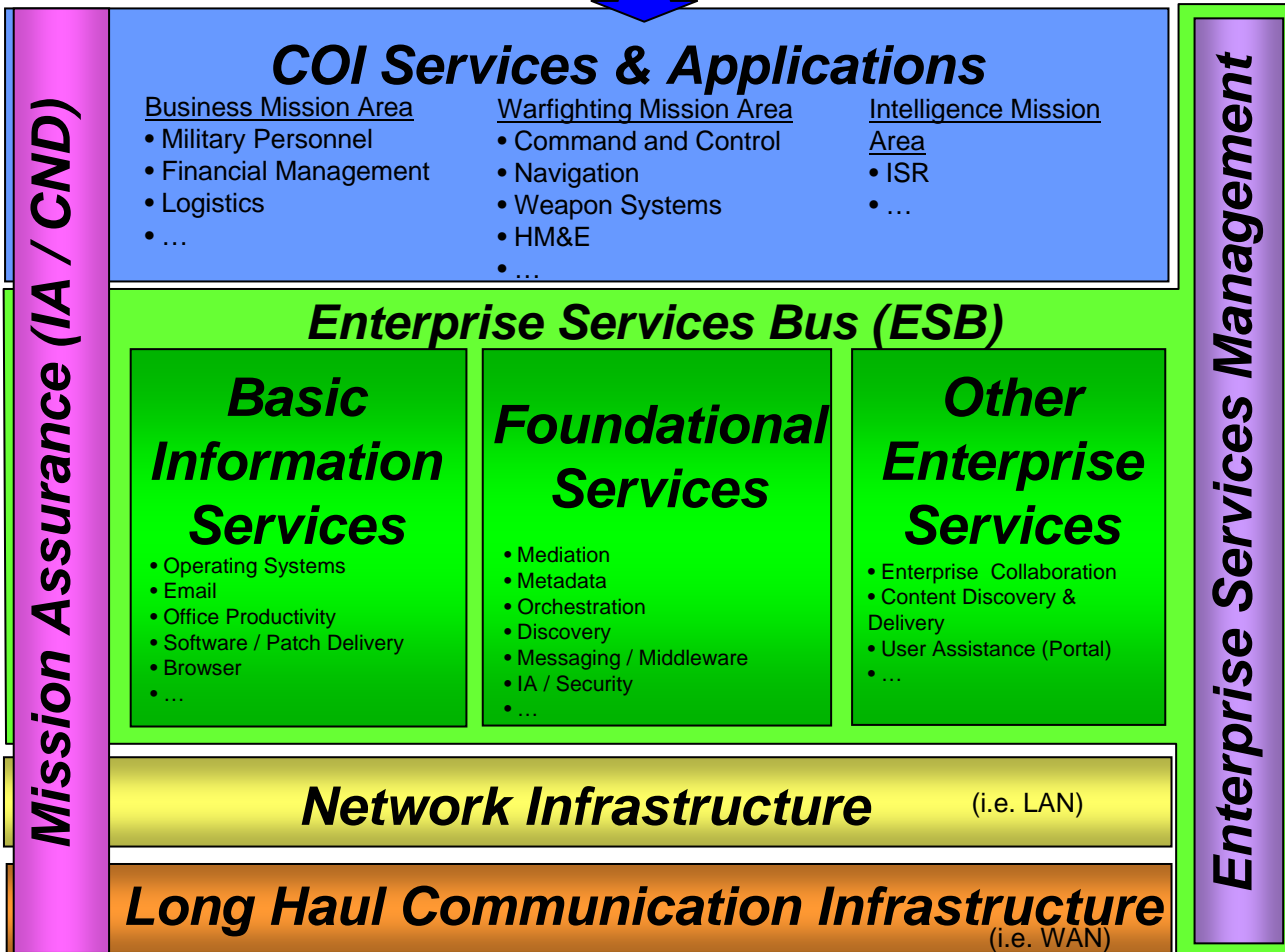 Mission Assurance (IA / CND)
COI Services & Applications
Business Mission Area
• Military Personnel
• Financial Management
• Logistics
• …
Warfighting Mission Area
• Command and Control
• Navigation
• Weapon Systems
• HM&E
• …
Intelligence Mission
Area
• ISR
• …
Enterprise Services Bus (ESB)
Basic
Information
Services
• Operating Systems
• Email
• Office Productivity
• Software / Patch Delivery
• Browser
• …
Foundational
Services
• Mediation
• Metadata
• Orchestration
• Discovery
• Messaging / Middleware
• IA / Security
• …
Other
Enterprise
Services
• Enterprise Collaboration
• Content Discovery &
Delivery
• User Assistance (Portal)
• …
Network Infrastructure (i.e. LAN)
Long Haul Communication Infrastructure
(i.e. WAN)
Enterprise Services Management